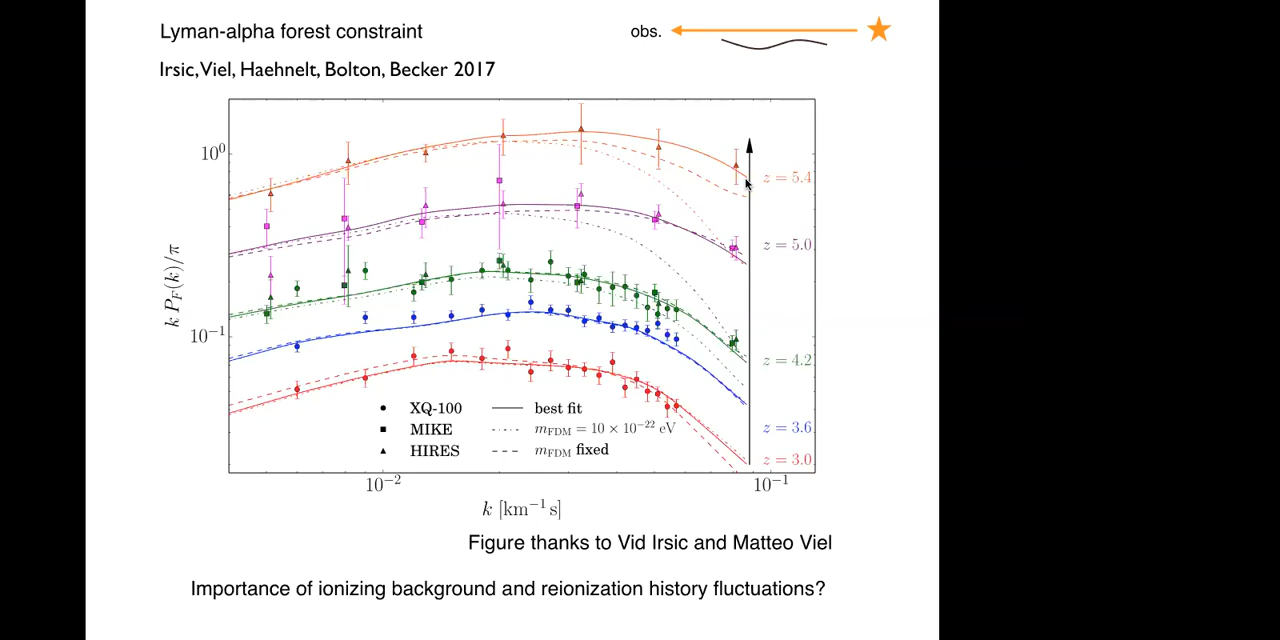 Lyman-alpha forest constraint
obs.
Irsic,Viel, Haehnelt, Bolton, Becker 2017
10⁰
10⁻¹
k P_F(k)/π
z = 5.4
z = 5.0
z = 4.2
z = 3.6
z = 3.0
XQ-100
MIKE
HIRES
best fit
m_FDM = 10 × 10⁻²² eV
m_FDM fixed
10⁻²
10⁻¹
k [km⁻¹ s]
Figure thanks to Vid Irsic and Matteo Viel
Importance of ionizing background and reionization history fluctuations?